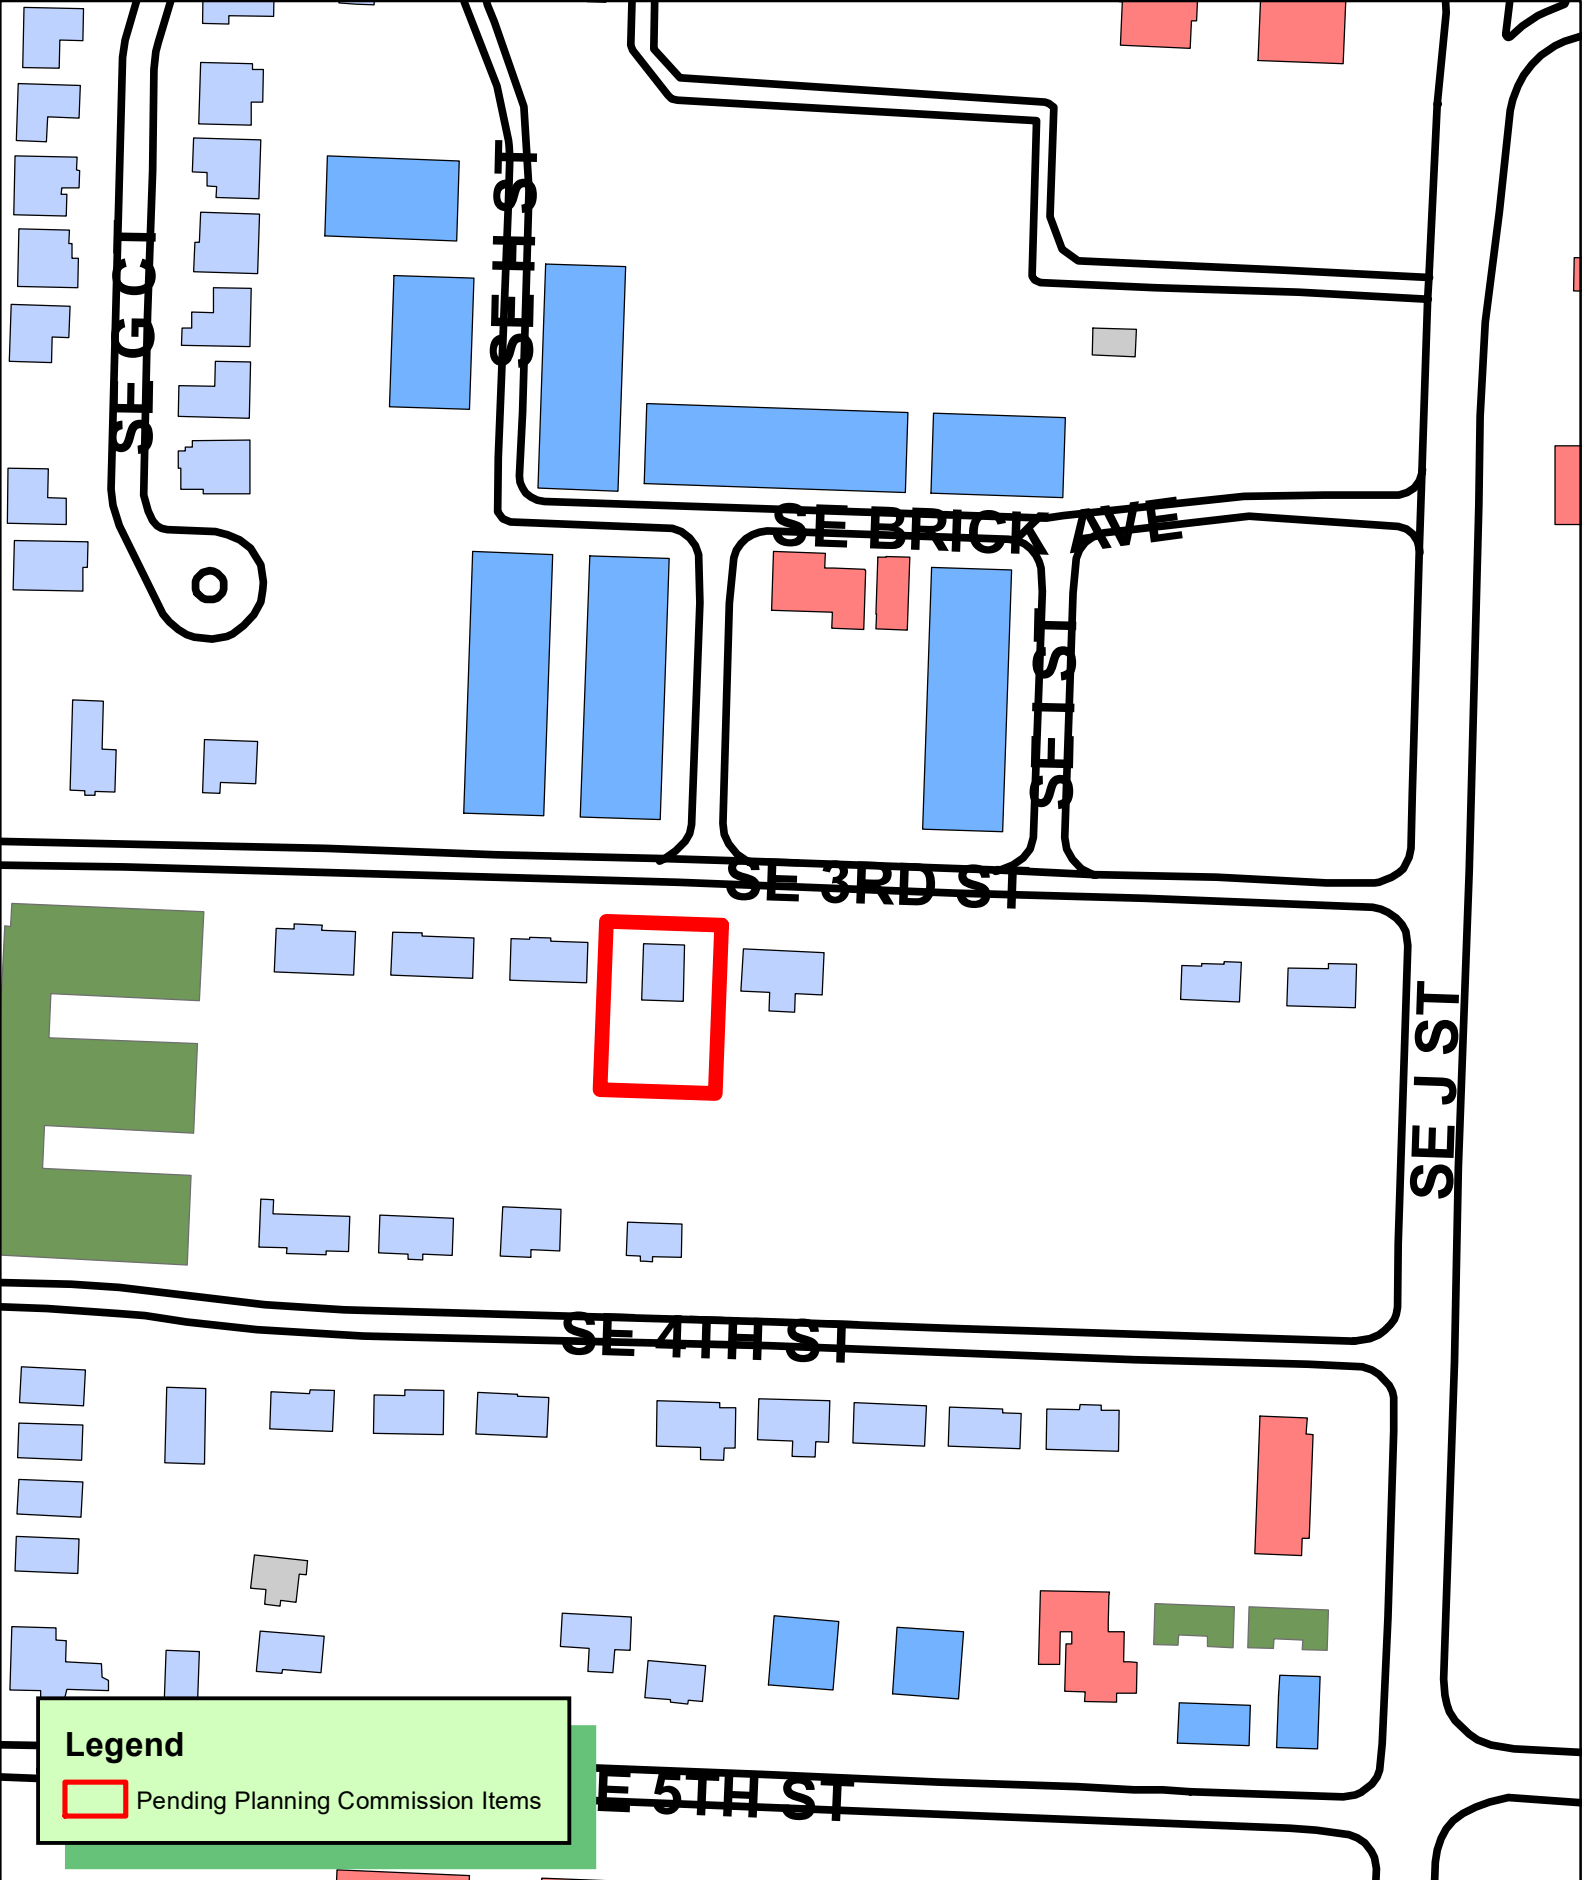 SE G CT
SE H ST
SE BRICK AVE
SE I ST
SE 3RD ST
SE J ST
SE 4TH ST
E 5TH ST
Legend
Pending Planning Commission Items